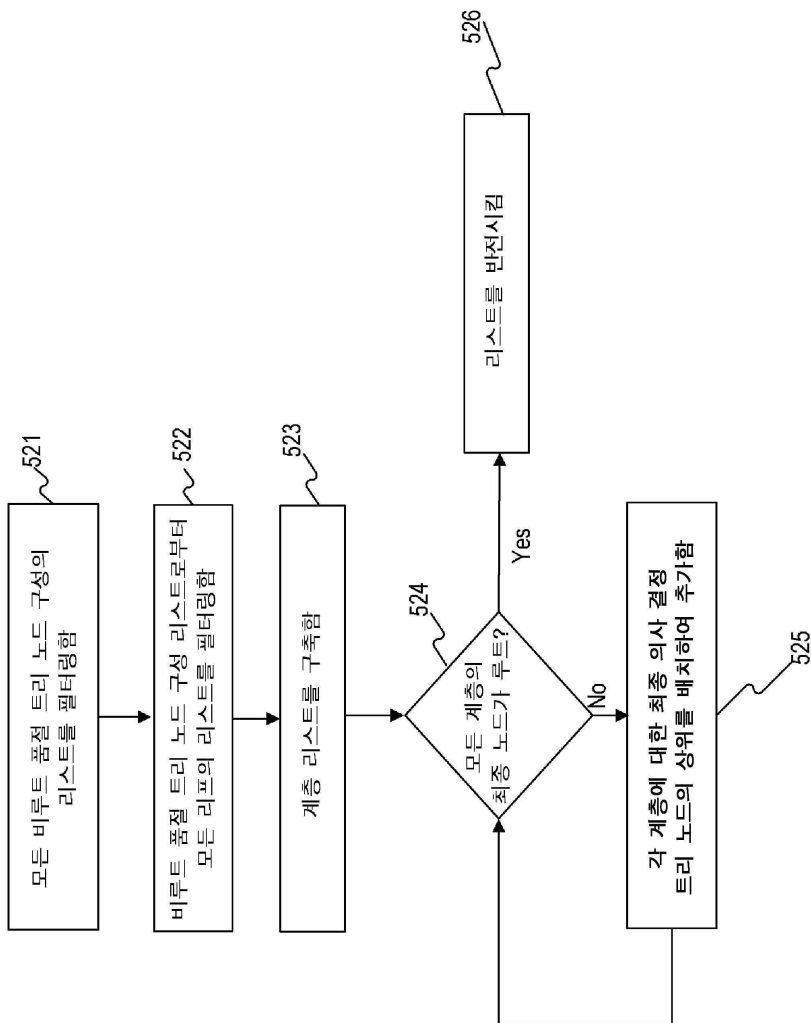 521
모든 비루트 품절 트리 노드 구성의
리스트를 필터링함
522
비루트 품절 트리 노드 구성 리스트로부터
모든 리프의 리스트를 필터링함
523
계층 리스트를 구축함
524
모든 계층의
최종 노드가 루트?
Yes
526
리스트를 반전시킴
No
각 계층에 대한 최종 의사 결정
트리 노드의 상위를 배치하여 추가함
525